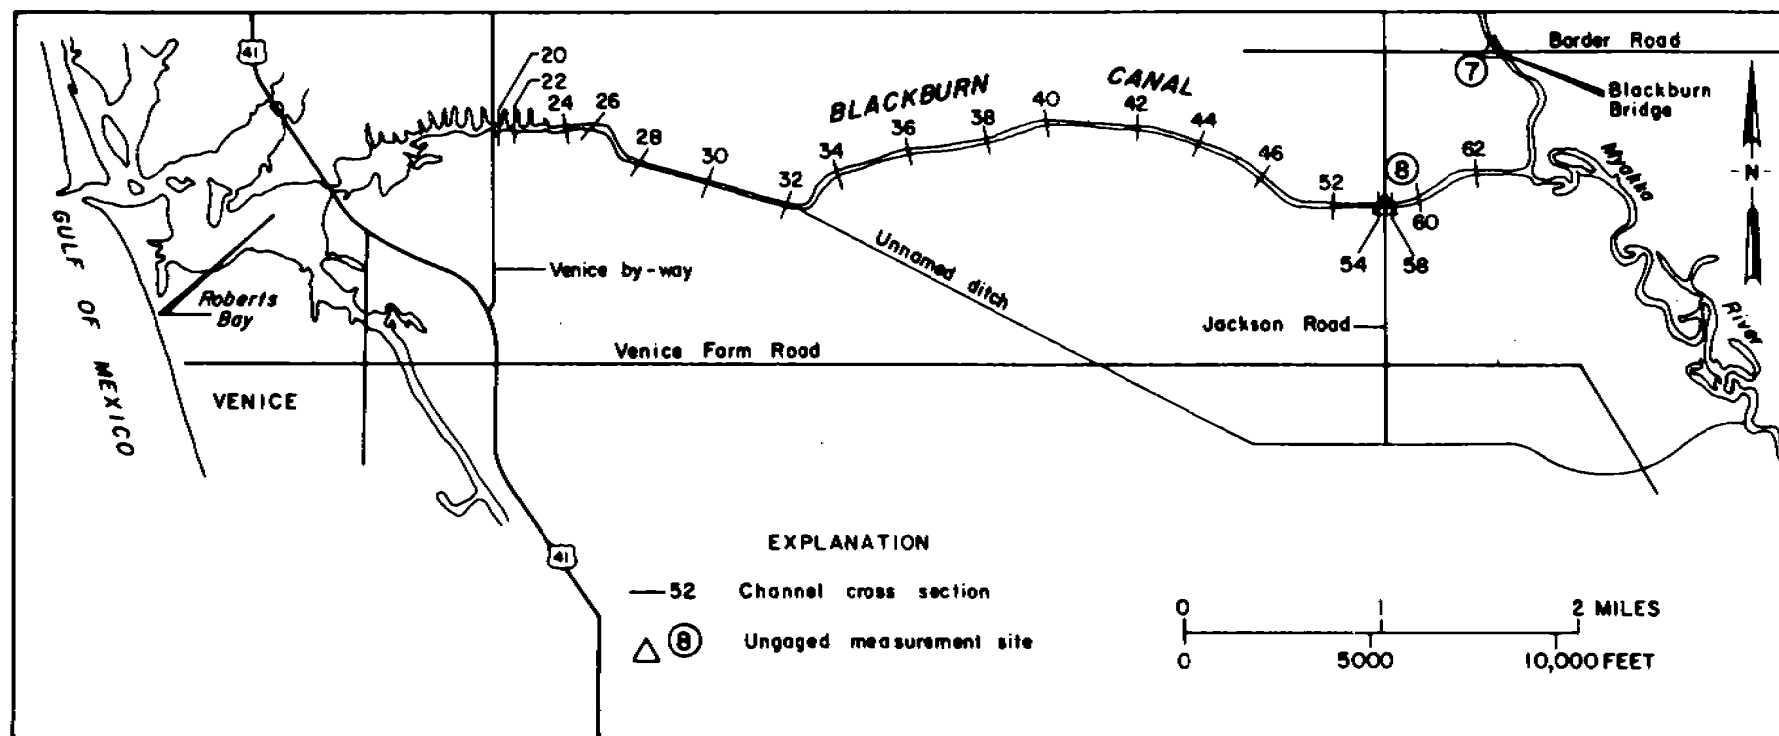 41
20
22
24
26
28
30
32
34
36
38
40
42
44
46
52
54
58
60
62
BLACKBURN CANAL
7
8
Border Road
Blackburn
Bridge
Myakka
River
N
GULF OF MEXICO
Roberts
Bay
Venice by-way
Unnamed ditch
Jackson Road
Venice Farm Road
VENICE
41
EXPLANATION
52 Channel cross section
8 Ungaged measurement site
0 1 2 MILES
0 5000 10,000 FEET